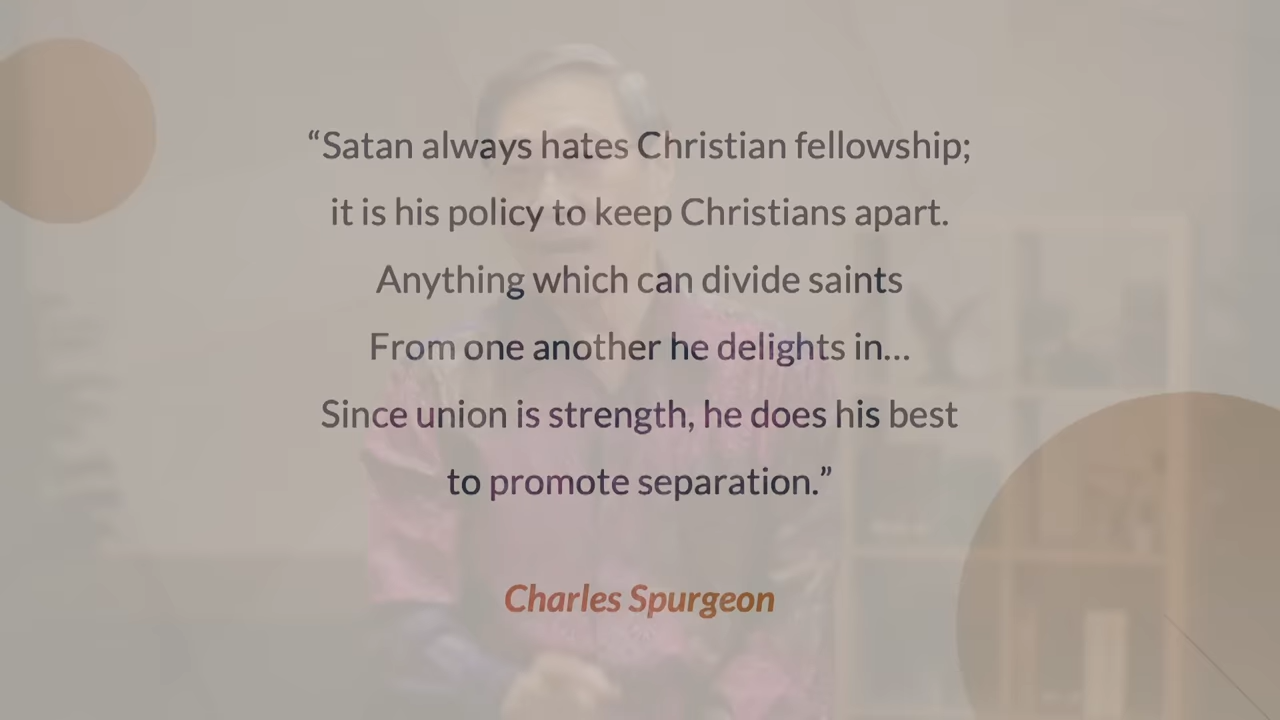 “Satan always hates Christian fellowship;
it is his policy to keep Christians apart.
Anything which can divide saints
From one another he delights in...
Since union is strength, he does his best
to promote separation.”
Charles Spurgeon